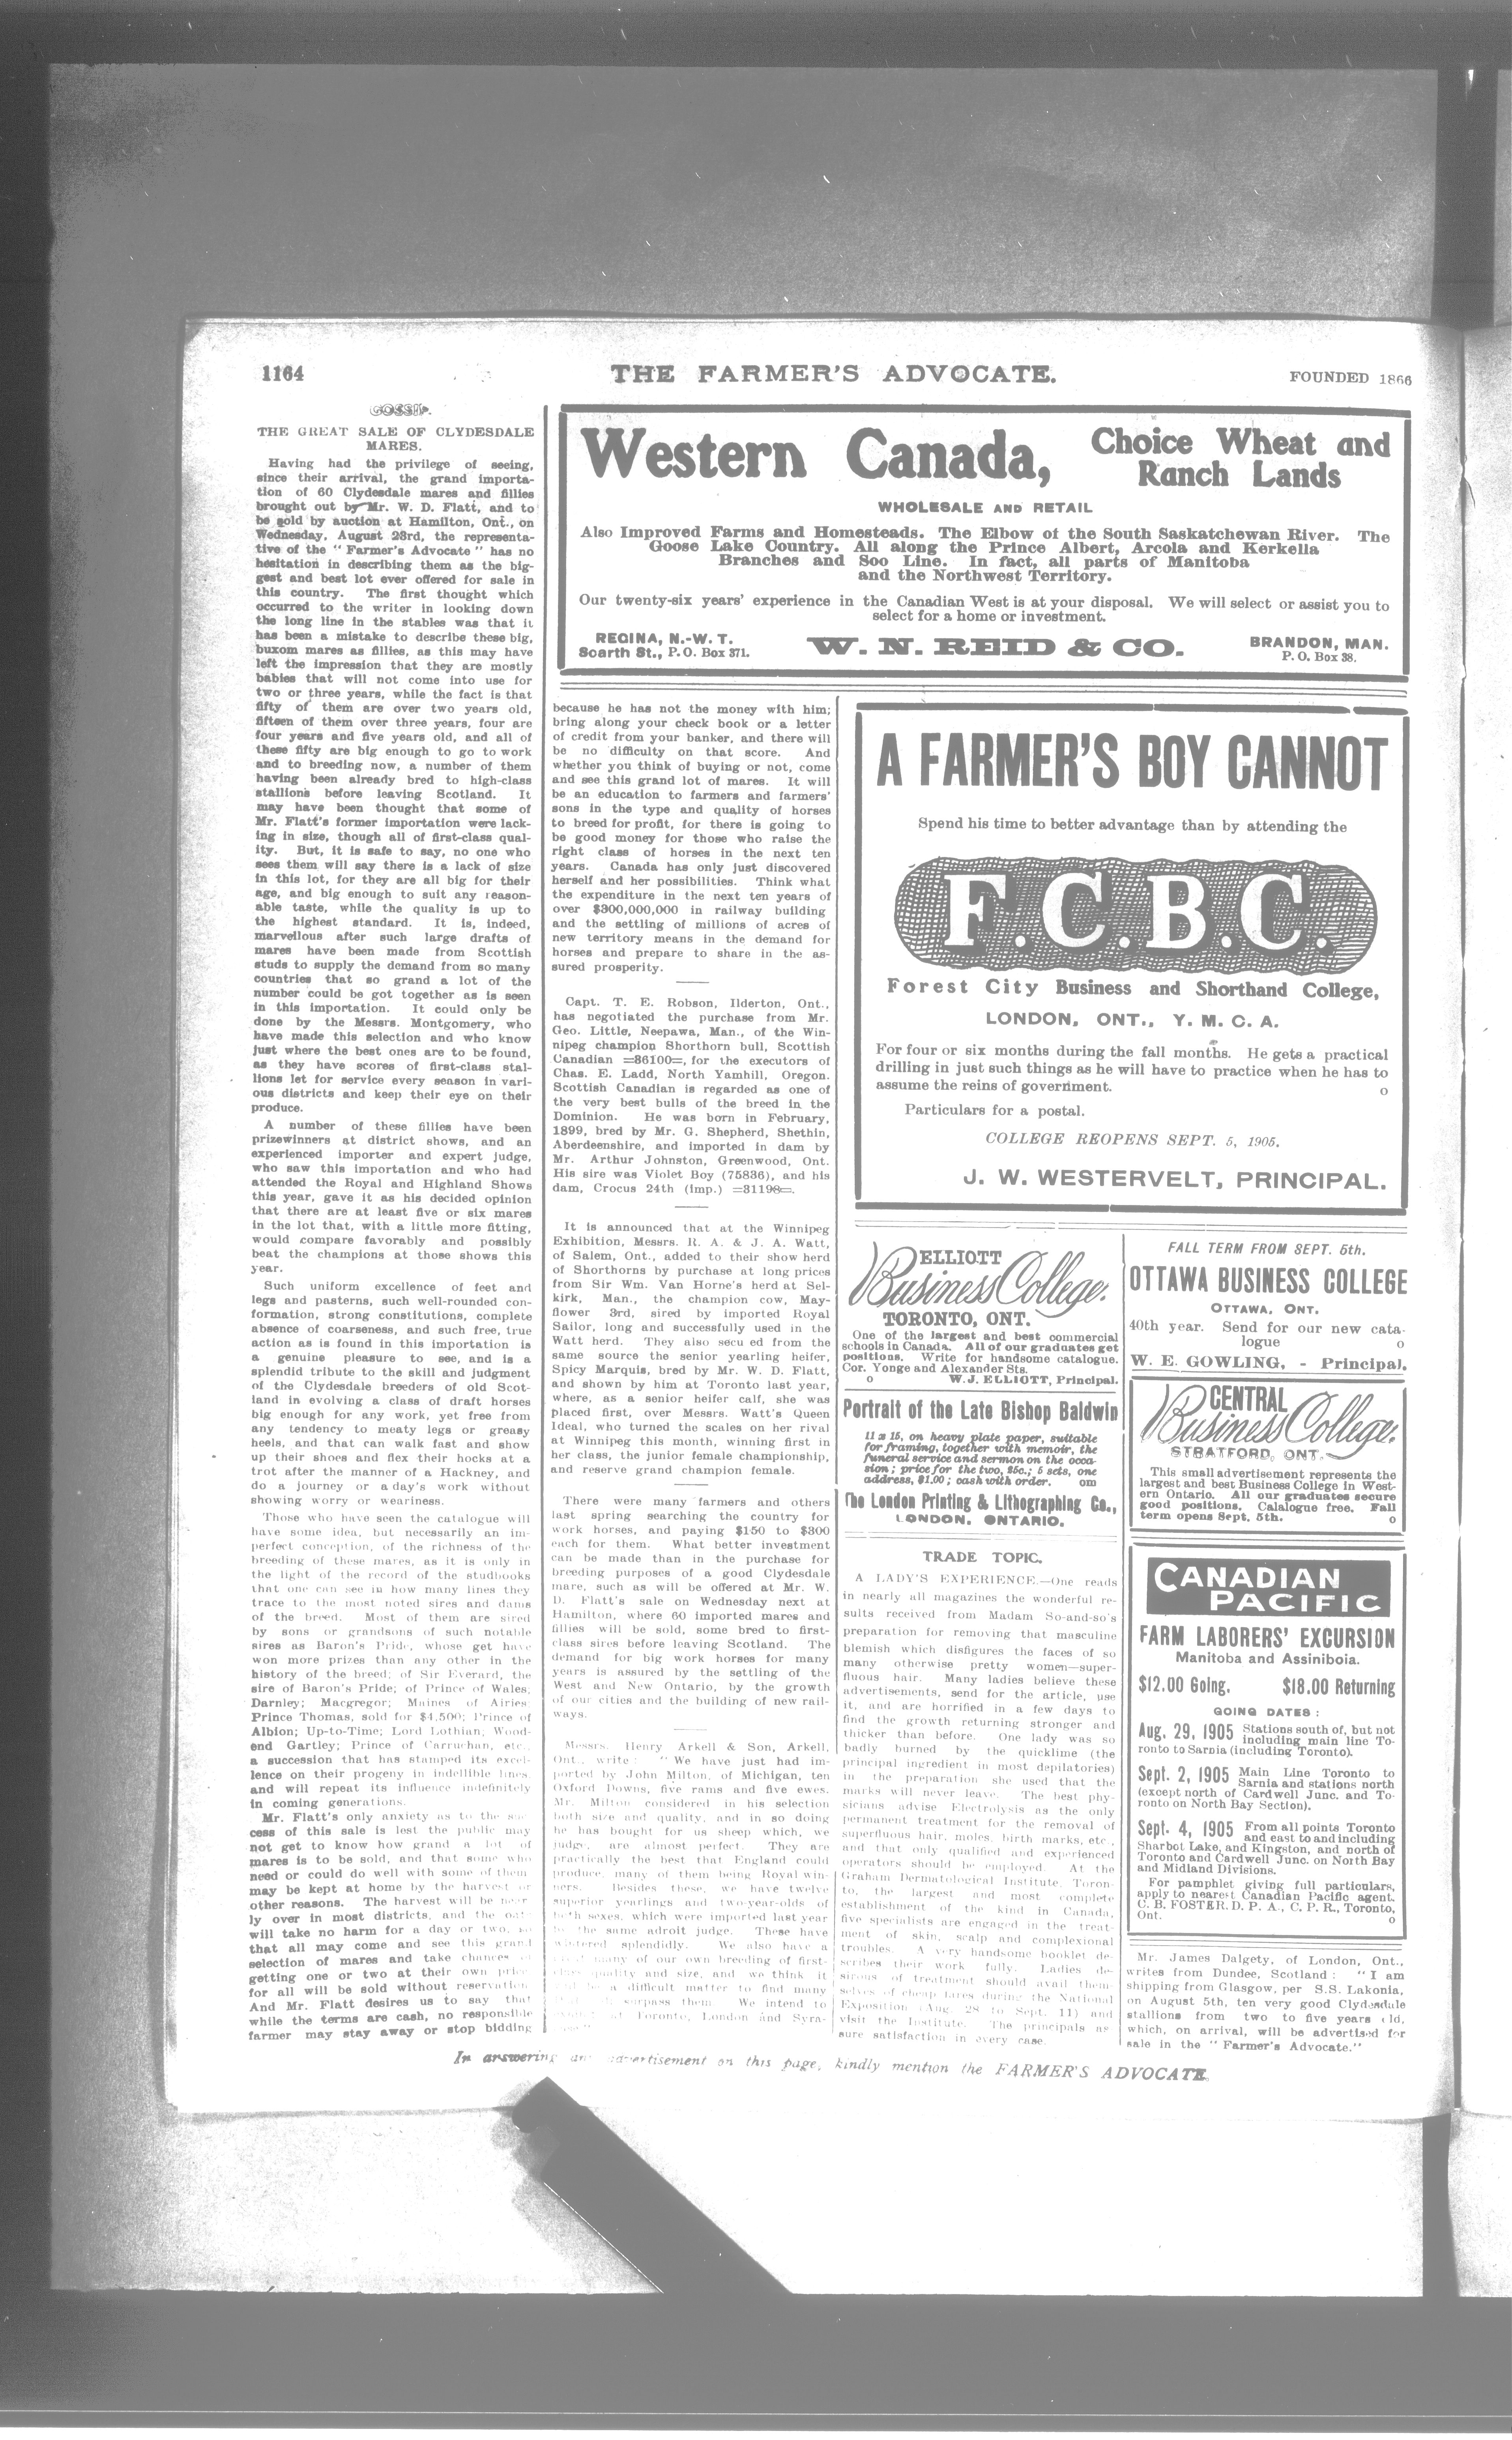 1164
THE FARMER'S ADVOCATE.
FOUNDED 1866
GOSSIP.
THE GREAT SALE OF CLYDESDALE
MARES.
Having had the privilege of seeing,
since their arrival, the grand importa-
tion of 60 Clydesdale mares and fillies
brought out by Mr. W. D. Flatt, and to
be sold by auction at Hamilton, Ont., on
Wednesday, August 23rd, the representa-
tive of the " Farmer's Advocate " has no
hesitation in describing them as the big-
gest and best lot ever offered for sale in
this country. The first thought which
occurred to the writer in looking down
the long line in the stables was that it
has been a mistake to describe these big,
buxom mares as fillies, as this may have
left the impression that they are mostly
babies that will not come into use for
two or three years, while the fact is that
fifty of them are over two years old,
fifteen of them over three years, four are
four years and five years old, and all of
these fifty are big enough to go to work
and to breeding now, a number of them
having been already bred to high-class
stallions before leaving Scotland. It
may have been thought that some of
Mr. Flatt's former importation were lack-
ing in size, though all of first-class qual-
ity. But, it is safe to say, no one who
sees them will say there is a lack of size
in this lot, for they are all big for their
age, and big enough to suit any reason-
able taste, while the quality is up to
the highest standard. It is, indeed,
marvellous after such large drafts of
mares have been made from Scottish
studs to supply the demand from so many
countries that so grand a lot of the
number could be got together as is seen
in this importation. It could only be
done by the Messrs. Montgomery, who
have made this selection and who know
just where the best ones are to be found,
as they have scores of first-class stal-
lions let for service every season in vari-
ous districts and keep their eye on their
produce.
A number of these fillies have been
prizewinners at district shows, and an
experienced importer and expert judge,
who saw this importation and who had
attended the Royal and Highland Shows
this year, gave it as his decided opinion
that there are at least five or six mares
in the lot that, with a little more fitting,
would compare favorably and possibly
beat the champions at those shows this
year.
Such uniform excellence of feet and
legs and pasterns, such well-rounded con-
formation, strong constitutions, complete
absence of coarseness, and such free, true
action as is found in this importation is
a genuine pleasure to see, and is a
splendid tribute to the skill and judgment
of the Clydesdale breeders of old Scot-
land in evolving a class of draft horses
big enough for any work, yet free from
any tendency to meaty legs or greasy
heels, and that can walk fast and show
up their shoes and flex their hocks at a
trot after the manner of a Hackney, and
do a journey or a day's work without
showing worry or weariness.
Those who have seen the catalogue will
have some idea, but necessarily an im-
perfect conception, of the richness of the
breeding of these mares, as it is only in
the light of the record of the studbooks
that one can see in how many lines they
trace to the most noted sires and dams
of the breed. Most of them are sired
by sons or grandsons of such notable
sires as Baron's Pride, whose get have
won more prizes than any other in the
history of the breed; of Sir Everard, the
sire of Baron's Pride; of Prince of Wales;
Darnley; Macgregor; Maines of Airies;
Prince Thomas, sold for $4,500; Prince of
Albion; Up-to-Time; Lord Lothian; Wood-
end Gartley; Prince of Carruchan, etc.,
a succession that has stamped its excel-
lence on their progeny in indellible lines,
and will repeat its influence indefinitely
in coming generations.
Mr. Flatt's only anxiety as to the suc-
cess of this sale is lest the public may
not get to know how grand a lot of
mares is to be sold, and that some who
need or could do well with some of them
may be kept at home by the harvest or
other reasons. The harvest will be near-
ly over in most districts, and the oats
will take no harm for a day or two, so
that all may come and see this grand
selection of mares and take chances of
getting one or two at their own price
for all will be sold without reservation.
And Mr. Flatt desires us to say that
while the terms are cash, no responsible
farmer may stay away or stop bidding
Western Canada, Choice Wheat and
Ranch Lands
WHOLESALE AND RETAIL
Also Improved Farms and Homesteads. The Elbow of the South Saskatchewan River. The
Goose Lake Country. All along the Prince Albert, Arcola and Kerkella
Branches and Soo Line. In fact, all parts of Manitoba
and the Northwest Territory.
Our twenty-six years' experience in the Canadian West is at your disposal. We will select or assist you to
select for a home or investment.
REGINA, N.-W. T.
Scarth St., P. O. Box 371.
W. N. REID & CO.
BRANDON, MAN.
P. O. Box 38.
because he has not the money with him;
bring along your check book or a letter
of credit from your banker, and there will
be no difficulty on that score. And
whether you think of buying or not, come
and see this grand lot of mares. It will
be an education to farmers and farmers'
sons in the type and quality of horses
to breed for profit, for there is going to
be good money for those who raise the
right class of horses in the next ten
years. Canada has only just discovered
herself and her possibilities. Think what
the expenditure in the next ten years of
over $300,000,000 in railway building
and the settling of millions of acres of
new territory means in the demand for
horses and prepare to share in the as-
sured prosperity.
Capt. T. E. Robson, Ilderton, Ont.,
has negotiated the purchase from Mr.
Geo. Little, Neepawa, Man., of the Win-
nipeg champion Shorthorn bull, Scottish
Canadian =86100=, for the executors of
Chas. E. Ladd, North Yamhill, Oregon.
Scottish Canadian is regarded as one of
the very best bulls of the breed in the
Dominion. He was born in February,
1899, bred by Mr. G. Shepherd, Shethin,
Aberdeenshire, and imported in dam by
Mr. Arthur Johnston, Greenwood, Ont.
His sire was Violet Boy (75836), and his
dam, Crocus 24th (imp.) =31198=.
It is announced that at the Winnipeg
Exhibition, Messrs. R. A. & J. A. Watt,
of Salem, Ont., added to their show herd
of Shorthorns by purchase at long prices
from Sir Wm. Van Horne's herd at Sel-
kirk, Man., the champion cow, May-
flower 3rd, sired by imported Royal
Sailor, long and successfully used in the
Watt herd. They also secu ed from the
same source the senior yearling heifer,
Spicy Marquis, bred by Mr. W. D. Flatt,
and shown by him at Toronto last year,
where, as a senior heifer calf, she was
placed first, over Messrs. Watt's Queen
Ideal, who turned the scales on her rival
at Winnipeg this month, winning first in
her class, the junior female championship,
and reserve grand champion female.
There were many farmers and others
last spring searching the country for
work horses, and paying $150 to $300
each for them. What better investment
can be made than in the purchase for
breeding purposes of a good Clydesdale
mare, such as will be offered at Mr. W.
D. Flatt's sale on Wednesday next at
Hamilton, where 60 imported mares and
fillies will be sold, some bred to first-
class sires before leaving Scotland. The
demand for big work horses for many
years is assured by the settling of the
West and New Ontario, by the growth
of our cities and the building of new rail-
ways.
Messrs. Henry Arkell & Son, Arkell,
Ont., write : " We have just had im-
ported by John Milton, of Michigan, ten
Oxford Downs, five rams and five ewes.
Mr. Milton considered in his selection
both size and quality, and in so doing
he has bought for us sheep which, we
judge, are almost perfect. They are
practically the best that England could
produce, many of them being Royal win-
ners. Besides these, we have twelve
superior yearlings and two-year-olds of
both sexes, which were imported last year
by the same adroit judge. These have
wintered splendidly. We also have a
great many of our own breeding of first-
class quality and size, and we think it
a difficult matter to find many
surpass them We intend to
at Toronto, London and Syra-
A FARMER'S BOY CANNOT
Spend his time to better advantage than by attending the
F.C.B.C.
Forest City Business and Shorthand College,
LONDON, ONT., Y. M. C. A.
For four or six months during the fall months. He gets a practical
drilling in just such things as he will have to practice when he has to
assume the reins of government. o
Particulars for a postal.
COLLEGE REOPENS SEPT. 5, 1905.
J. W. WESTERVELT, PRINCIPAL.
ELLIOTT
Business College.
TORONTO, ONT.
One of the largest and best commercial
schools in Canada. All of our graduates get
positions. Write for handsome catalogue.
Cor. Yonge and Alexander Sts.
o W. J. ELLIOTT, Principal.
Portrait of the Late Bishop Baldwin
11 x 15, on heavy plate paper, suitable
for framing, together with memoir, the
funeral service and sermon on the occa-
sion ; price for the two, 25c.; 5 sets, one
address, $1.00 ; cash with order. om
The London Printing & Lithographing Co.,
LONDON, ONTARIO.
TRADE TOPIC.
A LADY'S EXPERIENCE.—One reads
in nearly all magazines the wonderful re-
sults received from Madam So-and-so's
preparation for removing that masculine
blemish which disfigures the faces of so
many otherwise pretty women—super-
fluous hair. Many ladies believe these
advertisements, send for the article, use
it, and are horrified in a few days to
find the growth returning stronger and
thicker than before. One lady was so
badly burned by the quicklime (the
principal ingredient in most depilatories)
in the preparation she used that the
marks will never leave. The best phy-
sicians advise Electrolysis as the only
permanent treatment for the removal of
superfluous hair, moles, birth marks, etc.,
and that only qualified and experienced
operators should be employed. At the
Graham Dermatological Institute, Toron-
to, the largest and most complete
establishment of the kind in Canada,
five specialists are engaged in the treat-
ment of skin, scalp and complexional
troubles. A very handsome booklet de-
scribes their work fully. Ladies de-
sirous of treatment should avail them-
selves of cheap fares during the National
Exposition (Aug. 28 to Sept. 11) and
visit the Institute. The principals as-
sure satisfaction in every case.
FALL TERM FROM SEPT. 5th.
OTTAWA BUSINESS COLLEGE
OTTAWA, ONT.
40th year. Send for our new cata-
logue o
W. E. GOWLING, - Principal.
CENTRAL
Business College.
STRATFORD, ONT.
This small advertisement represents the
largest and best Business College in West-
ern Ontario. All our graduates secure
good positions. Calalogue free. Fall
term opens Sept. 5th. o
CANADIAN
PACIFIC
FARM LABORERS' EXCURSION
Manitoba and Assiniboia.
$12.00 Going. $18.00 Returning
GOING DATES :
Aug. 29, 1905 Stations south of, but not
including main line To-
ronto to Sarnia (including Toronto).
Sept. 2, 1905 Main Line Toronto to
Sarnia and stations north
(except north of Cardwell Junc. and To-
ronto on North Bay Section).
Sept. 4, 1905 From all points Toronto
and east to and including
Sharbot Lake, and Kingston, and north of
Toronto and Cardwell Junc. on North Bay
and Midland Divisions.
For pamphlet giving full particulars,
apply to nearest Canadian Pacific agent.
C. B. FOSTER, D. P. A., C. P. R., Toronto,
Ont. o
Mr. James Dalgety, of London, Ont.,
writes from Dundee, Scotland : " I am
shipping from Glasgow, per S.S. Lakonia,
on August 5th, ten very good Clydesdale
stallions from two to five years old,
which, on arrival, will be advertised for
sale in the " Farmer's Advocate."
In answering any advertisement on this page, kindly mention the FARMER'S ADVOCATE.